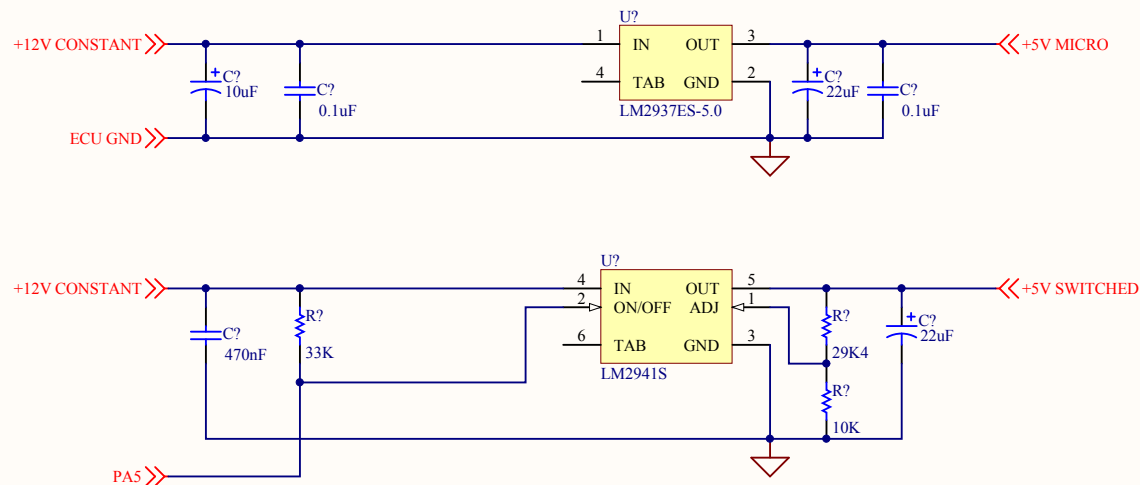 U?
+12V CONSTANT
1
IN
OUT
3
+5V MICRO
+
C?
10uF
C?
0.1uF
4
TAB
GND
2
+
C?
22uF
C?
0.1uF
LM2937ES-5.0
ECU GND
U?
+12V CONSTANT
4
IN
OUT
5
+5V SWITCHED
2
ON/OFF
ADJ
1
C?
470nF
R?
33K
6
TAB
GND
3
R?
29K4
+
C?
22uF
LM2941S
R?
10K
PA5